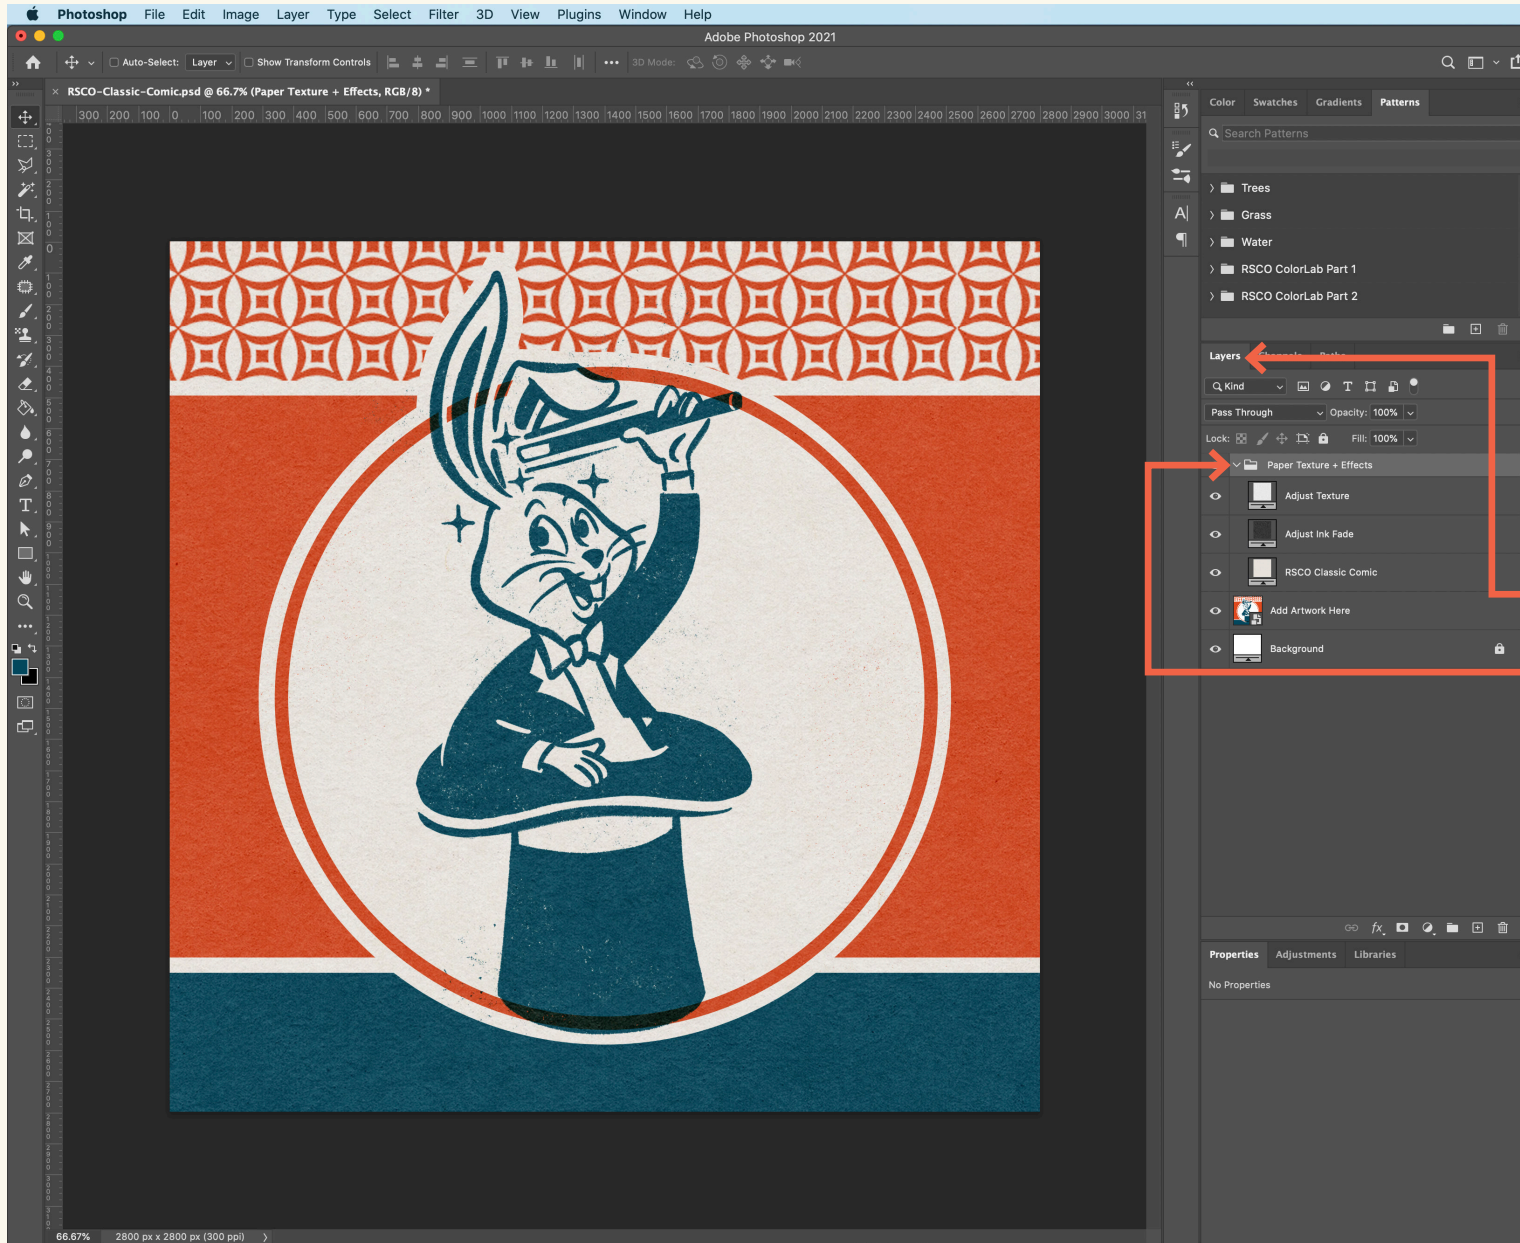 Photoshop File Edit Image Layer Type Select Filter 3D View Plugins Window Help
Adobe Photoshop 2021
Auto-Select: Layer Show Transform Controls 3D Mode:
× RSCO-Classic-Comic.psd @ 66.7% (Paper Texture + Effects, RGB/8) *
300 200 100 0 100 200 300 400 500 600 700 800 900 1000 1100 1200 1300 1400 1500 1600 1700 1800 1900 2000 2100 2200 2300 2400 2500 2600 2700 2800 2900 3000 31
Color Swatches Gradients Patterns
Search Patterns
Trees
Grass
Water
RSCO ColorLab Part 1
RSCO ColorLab Part 2
Layers Channels Paths
Kind
Pass Through Opacity: 100%
Lock: Fill: 100%
Paper Texture + Effects
Adjust Texture
Adjust Ink Fade
RSCO Classic Comic
Add Artwork Here
Background
Properties Adjustments Libraries
No Properties
66.67% 2800 px x 2800 px (300 ppi)